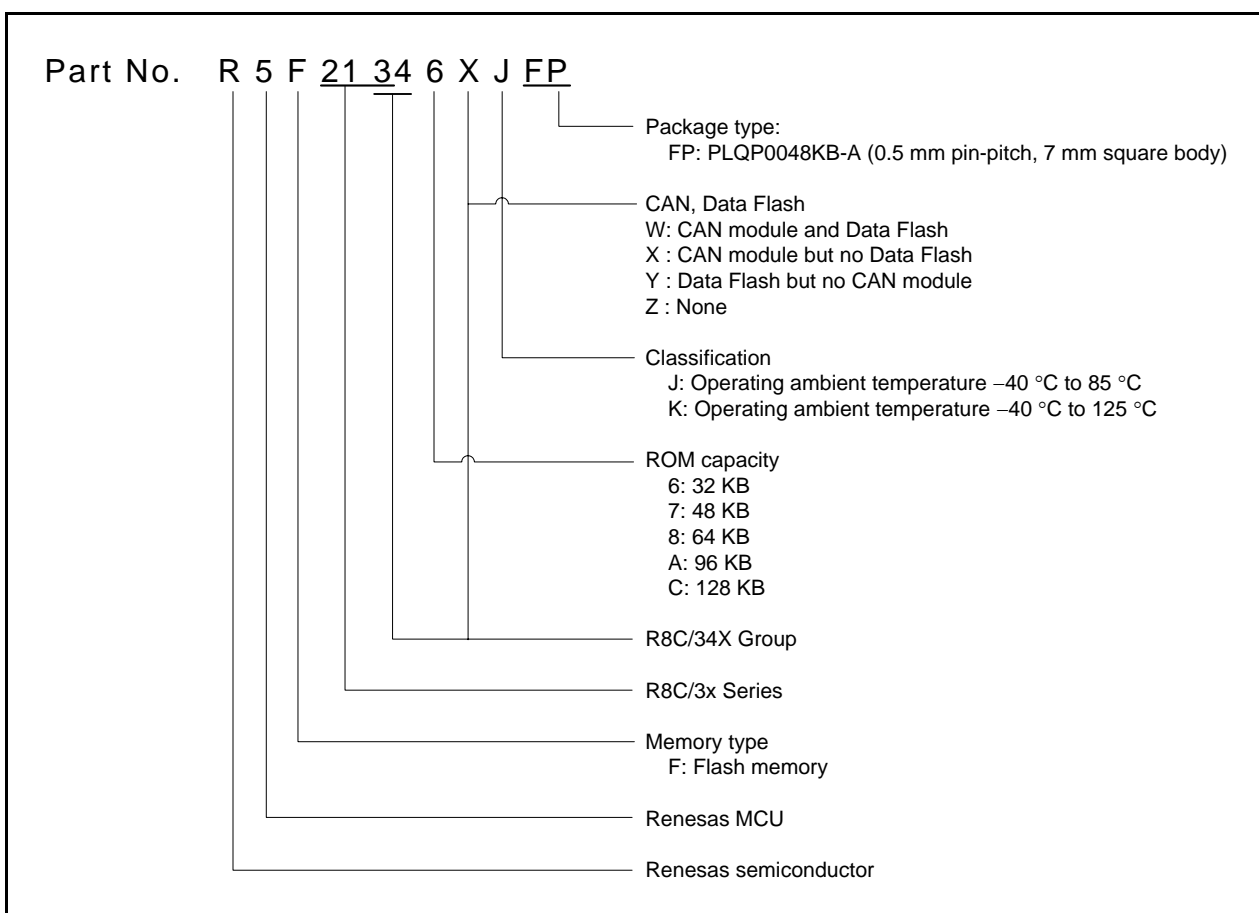 Part No. R 5 F 21 34 6 X J FP
Package type:
FP: PLQP0048KB-A (0.5 mm pin-pitch, 7 mm square body)
CAN, Data Flash
W: CAN module and Data Flash
X : CAN module but no Data Flash
Y : Data Flash but no CAN module
Z : None
Classification
J: Operating ambient temperature −40 °C to 85 °C
K: Operating ambient temperature −40 °C to 125 °C
ROM capacity
6: 32 KB
7: 48 KB
8: 64 KB
A: 96 KB
C: 128 KB
R8C/34X Group
R8C/3x Series
Memory type
F: Flash memory
Renesas MCU
Renesas semiconductor